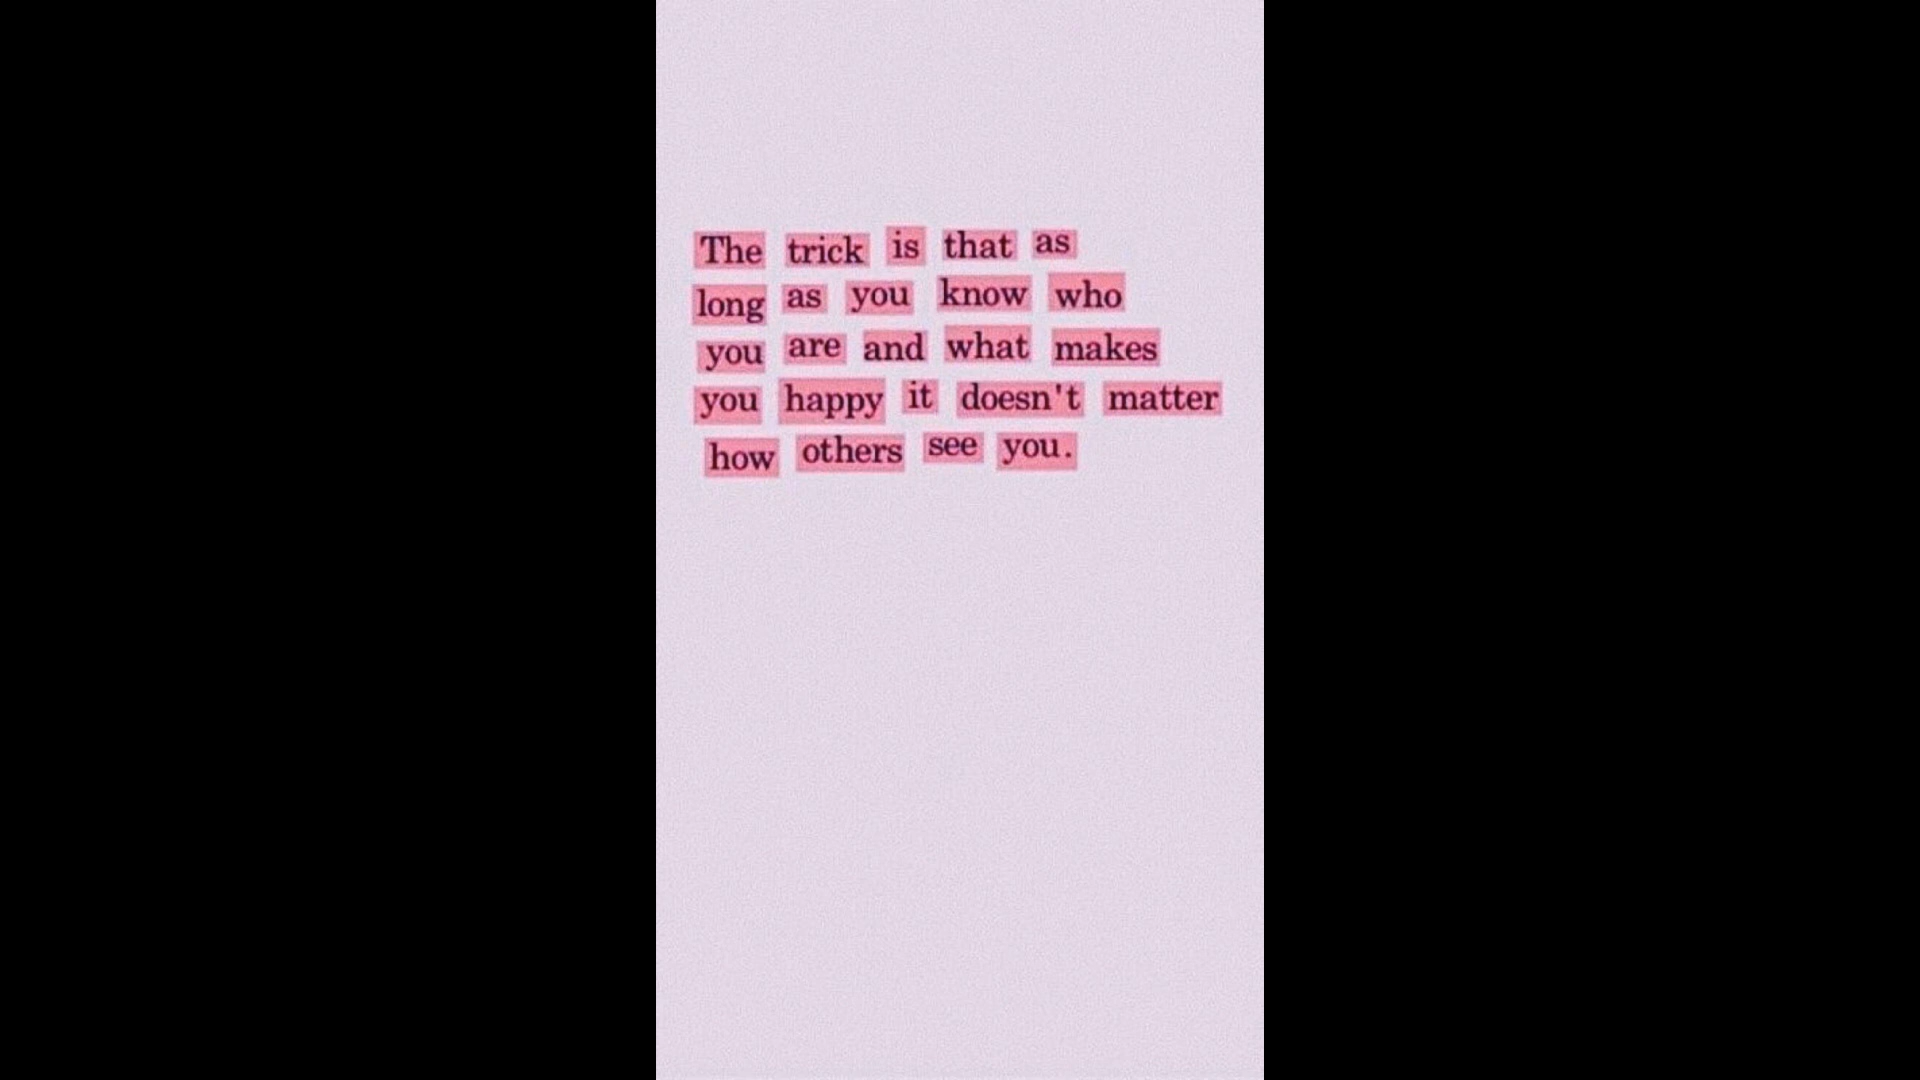 The trick is that as
long as you know who
you are and what makes
you happy it doesn't matter
how others see you.